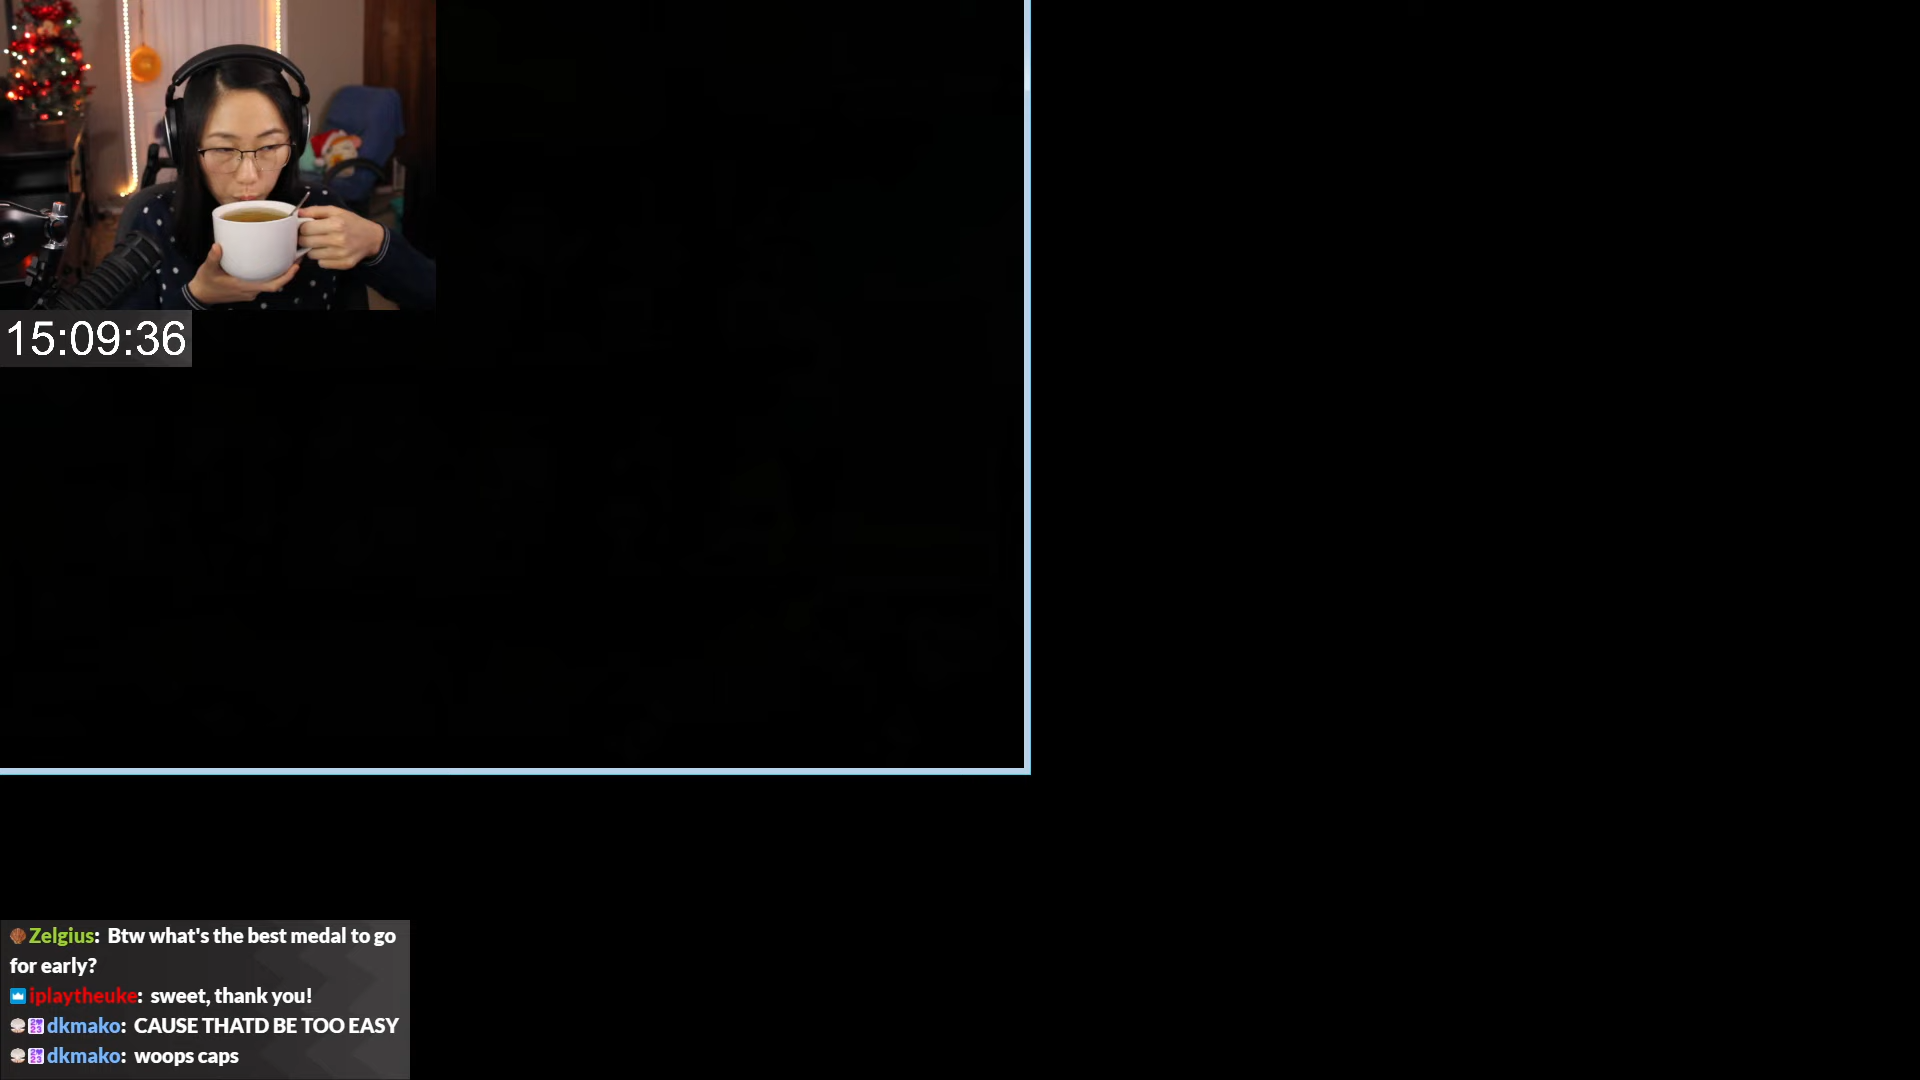 15:09:36
Zelgius: Btw what's the best medal to go
for early?
iplaytheuke: sweet, thank you!
dkmako: CAUSE THATD BE TOO EASY
dkmako: woops caps